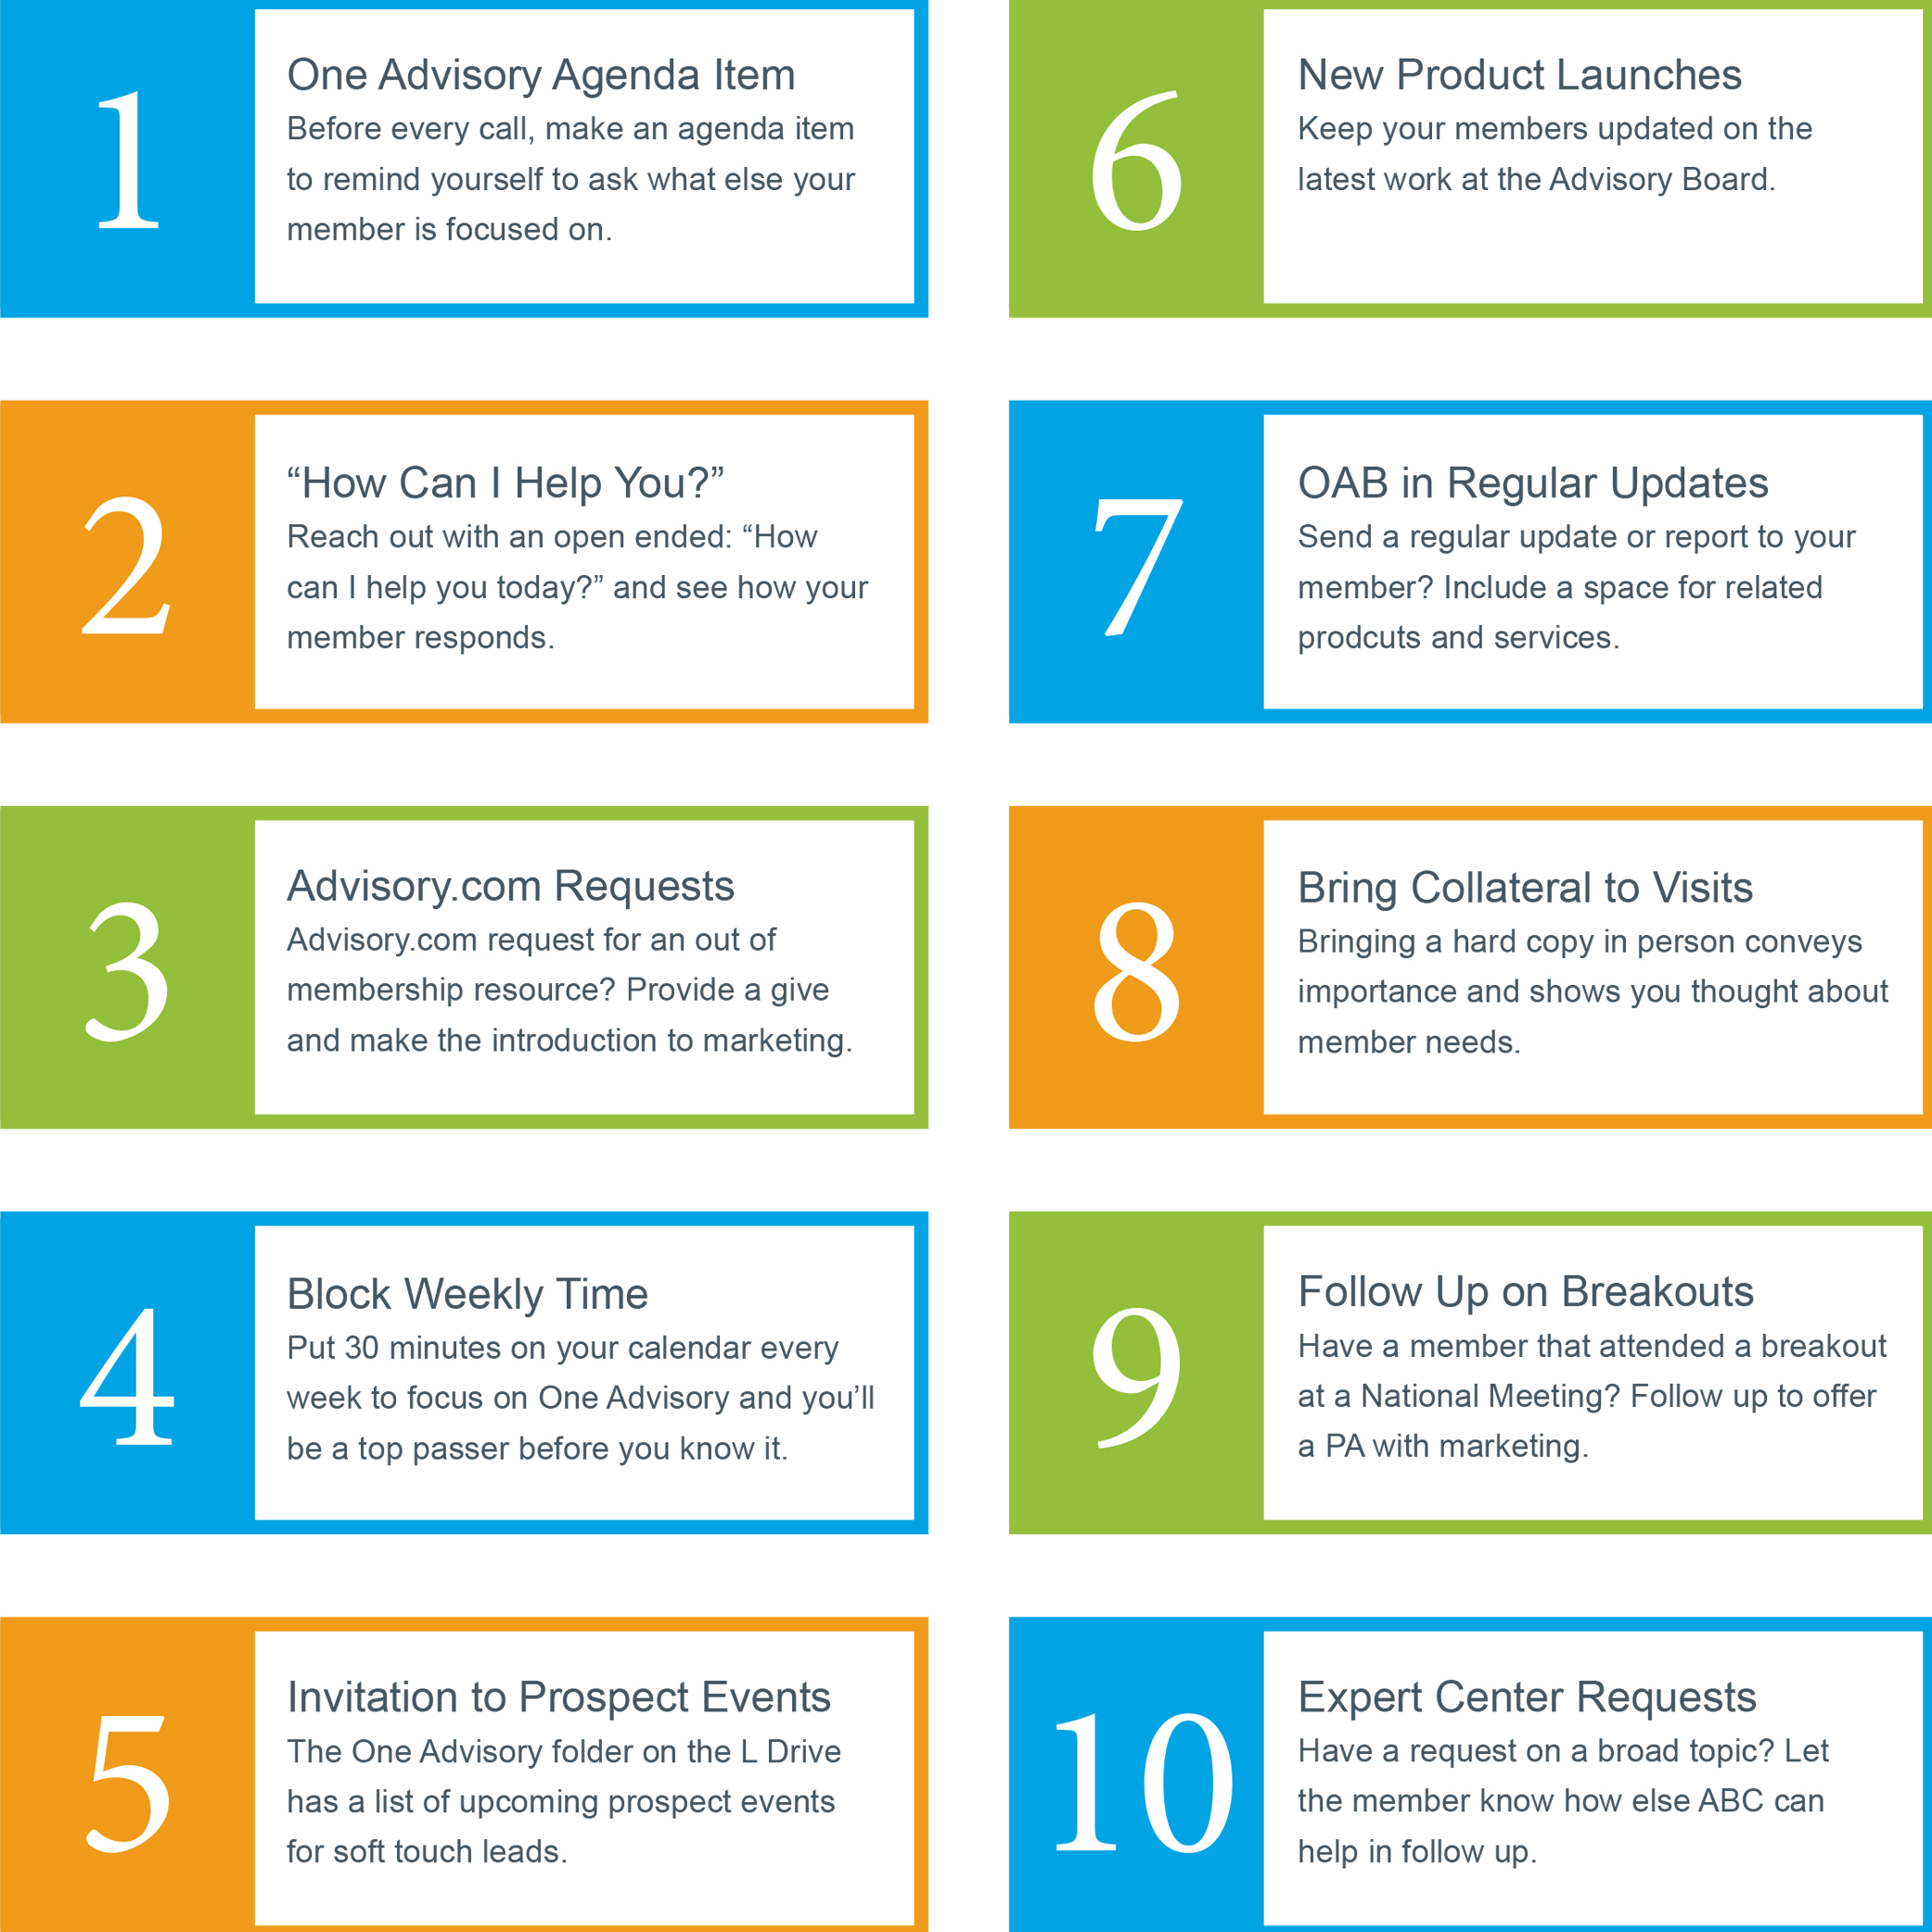 1
One Advisory Agenda Item
Before every call, make an agenda item
to remind yourself to ask what else your
member is focused on.
2
“How Can I Help You?”
Reach out with an open ended: “How
can I help you today?” and see how your
member responds.
3
Advisory.com Requests
Advisory.com request for an out of
membership resource? Provide a give
and make the introduction to marketing.
4
Block Weekly Time
Put 30 minutes on your calendar every
week to focus on One Advisory and you’ll
be a top passer before you know it.
5
Invitation to Prospect Events
The One Advisory folder on the L Drive
has a list of upcoming prospect events
for soft touch leads.
6
New Product Launches
Keep your members updated on the
latest work at the Advisory Board.
7
OAB in Regular Updates
Send a regular update or report to your
member? Include a space for related
prodcuts and services.
8
Bring Collateral to Visits
Bringing a hard copy in person conveys
importance and shows you thought about
member needs.
9
Follow Up on Breakouts
Have a member that attended a breakout
at a National Meeting? Follow up to offer
a PA with marketing.
10
Expert Center Requests
Have a request on a broad topic? Let
the member know how else ABC can
help in follow up.